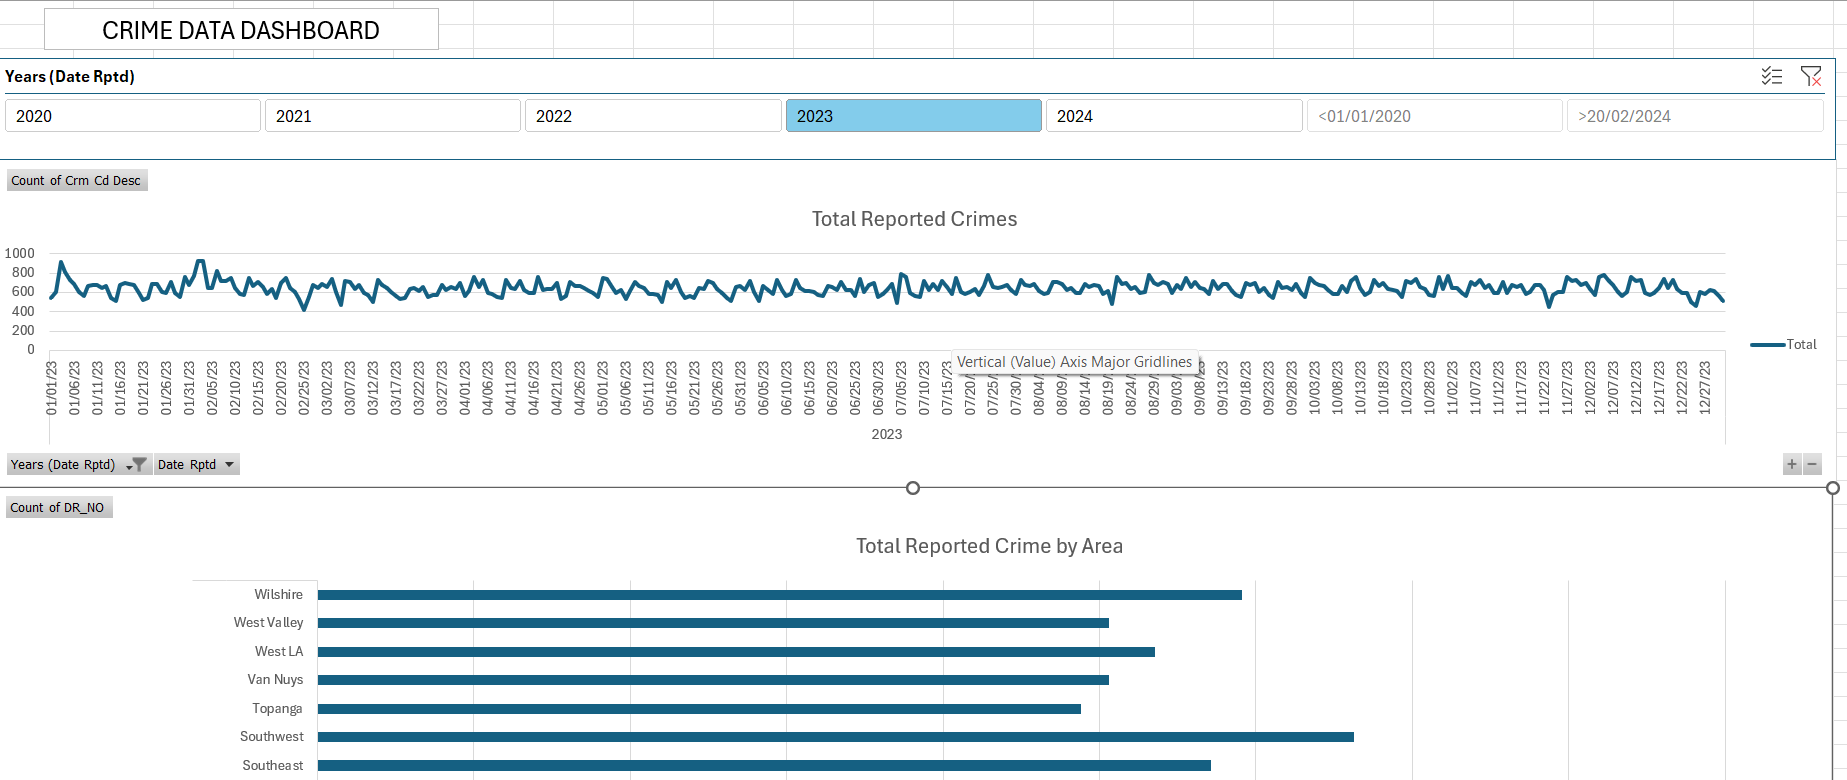 CRIME DATA DASHBOARD
Years (Date Rptd)
2020 2021 2022 2023 2024 <01/01/2020 >20/02/2024
Count of Crm Cd Desc
Total Reported Crimes
1000
800
600
400
200
0
Total
Vertical (Value) Axis Major Gridlines
01/01/23 01/06/23 01/11/23 01/16/23 01/21/23 01/26/23 01/31/23 02/05/23 02/10/23 02/15/23 02/20/23 02/25/23 03/02/23 03/07/23 03/12/23 03/17/23 03/22/23 03/27/23 04/01/23 04/06/23 04/11/23 04/16/23 04/21/23 04/26/23 05/01/23 05/06/23 05/11/23 05/16/23 05/21/23 05/26/23 05/31/23 06/05/23 06/10/23 06/15/23 06/20/23 06/25/23 06/30/23 07/05/23 07/10/23 07/15/23 07/20/ 07/25/ 07/30/ 08/04/ 08/09/ 08/14/ 08/19/ 08/24/ 08/29/ 09/03/ 09/08/2 09/13/23 09/18/23 09/23/23 09/28/23 10/03/23 10/08/23 10/13/23 10/18/23 10/23/23 10/28/23 11/02/23 11/07/23 11/12/23 11/17/23 11/22/23 11/27/23 12/02/23 12/07/23 12/12/23 12/17/23 12/22/23 12/27/23
2023
Years (Date Rptd) Date Rptd + −
Count of DR_NO
Total Reported Crime by Area
Wilshire
West Valley
West LA
Van Nuys
Topanga
Southwest
Southeast